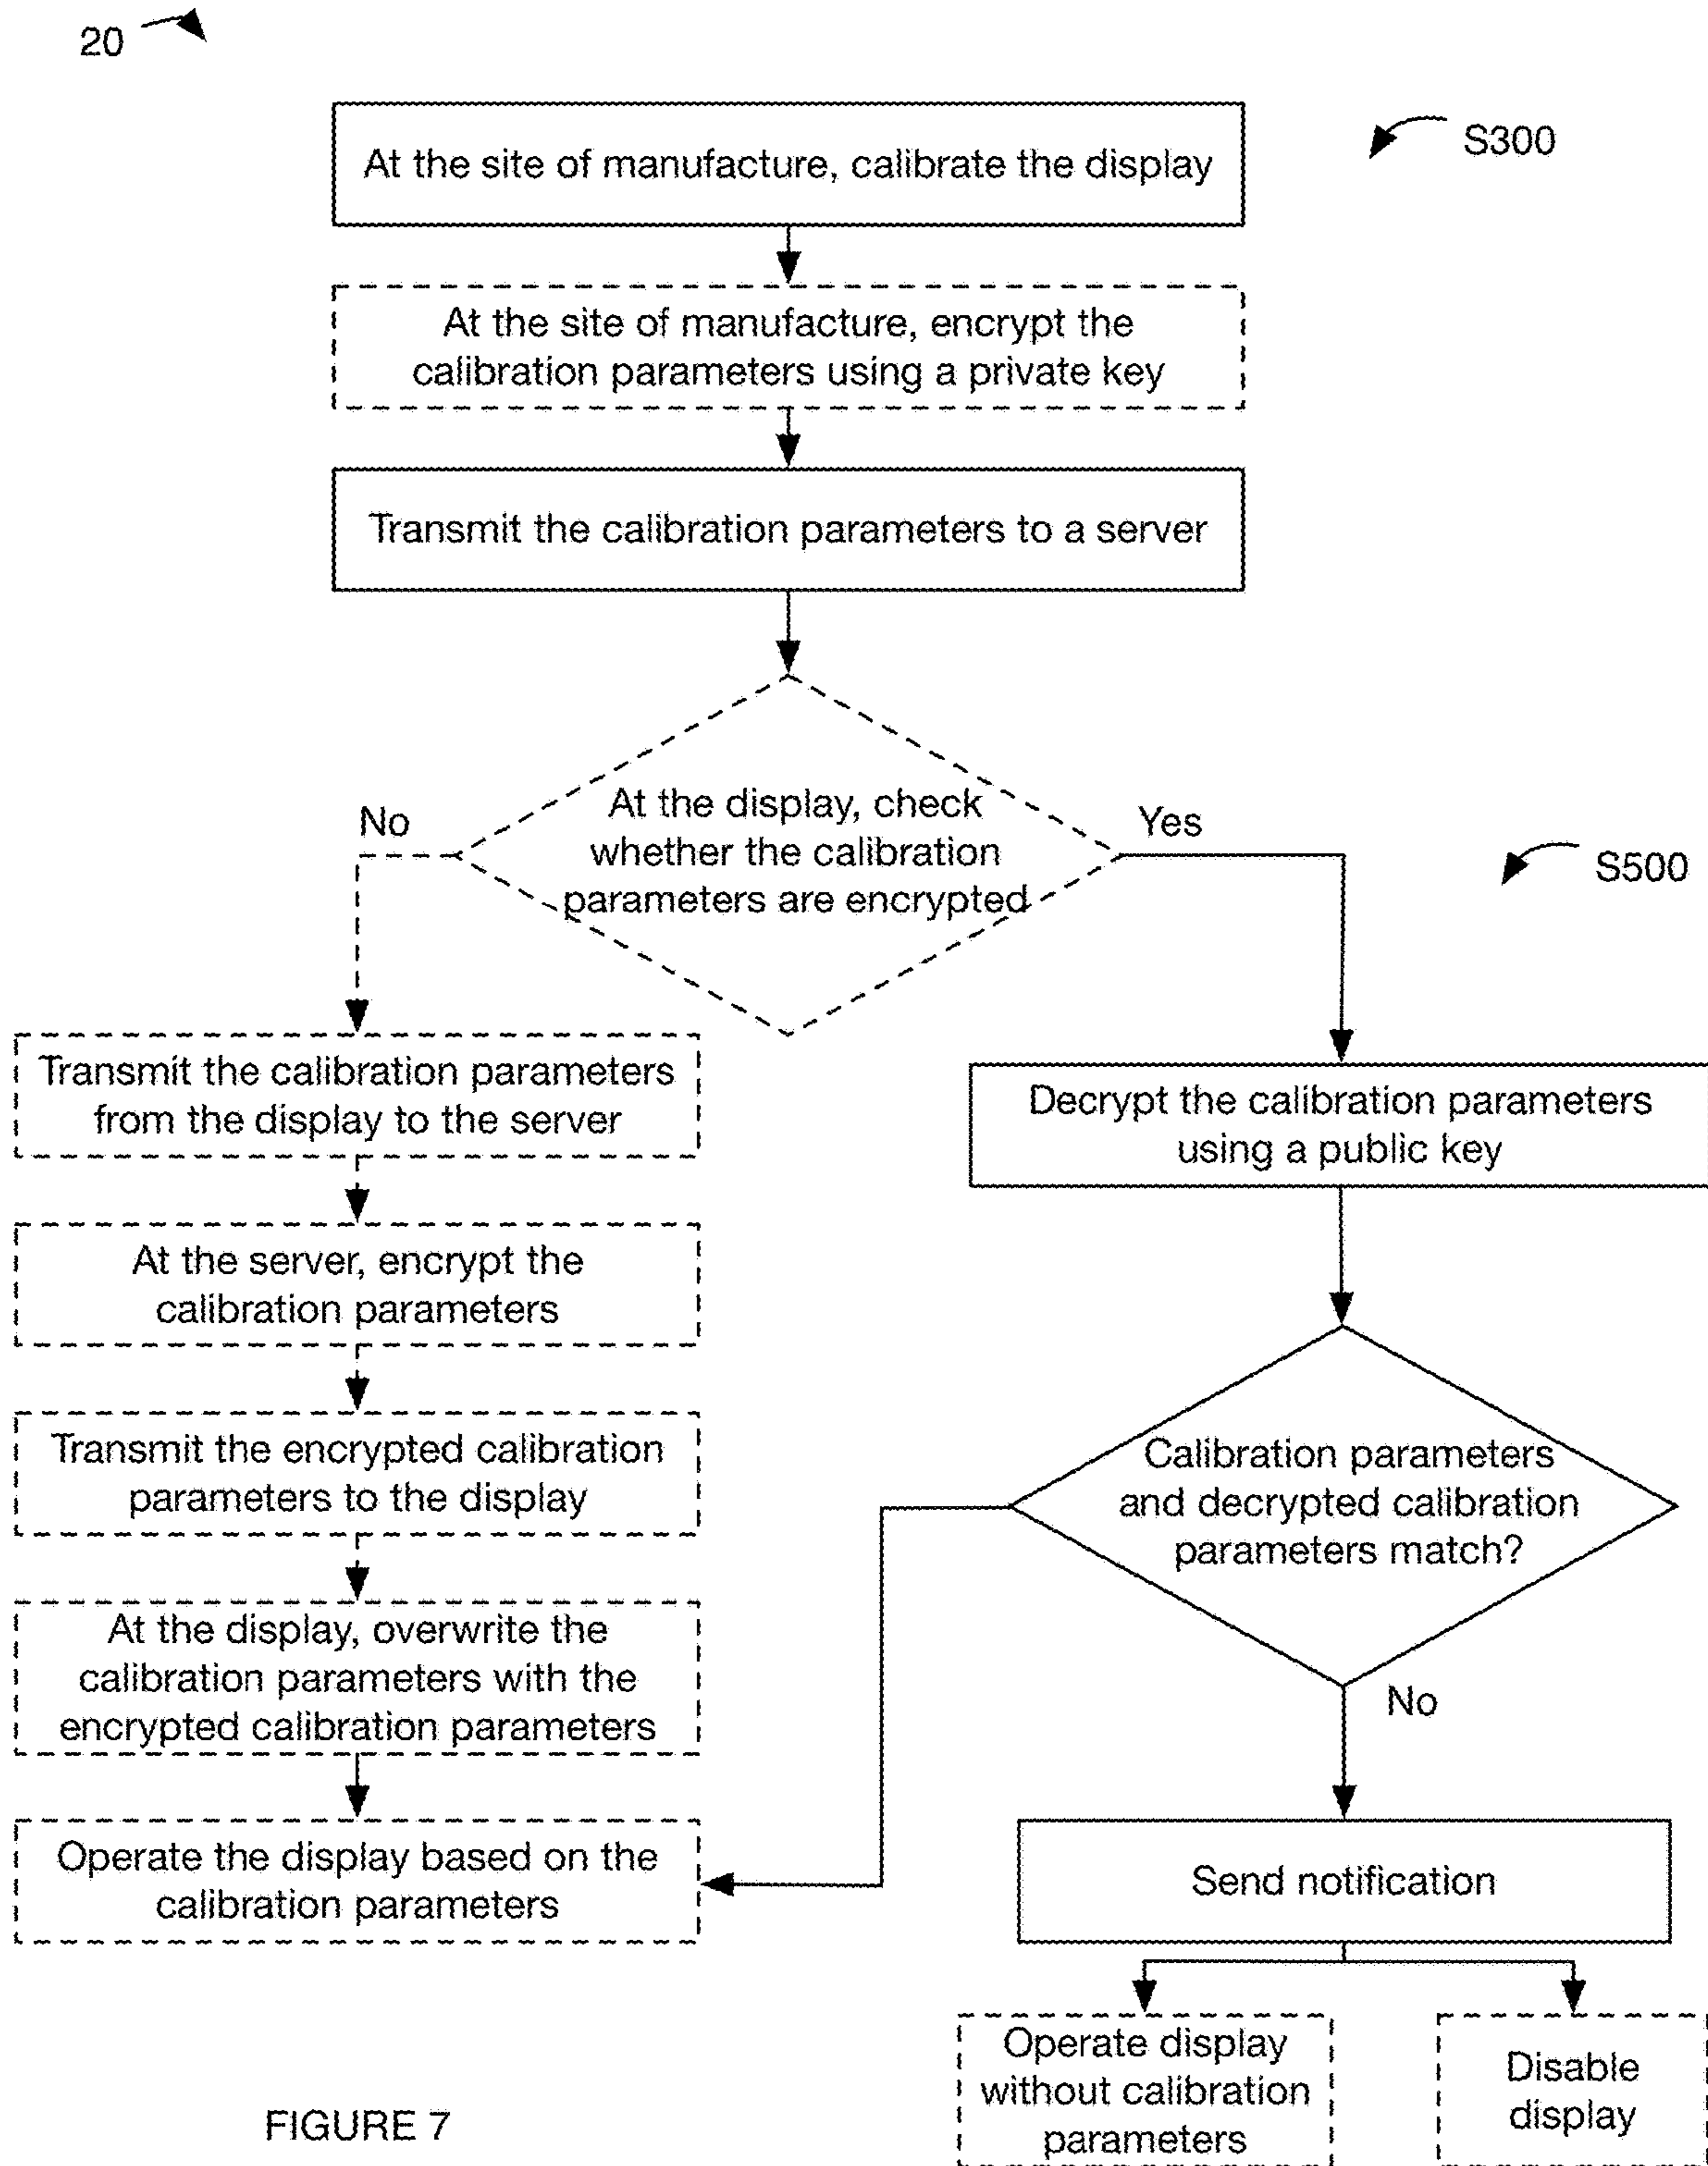 20
At the site of manufacture, calibrate the display
S300
At the site of manufacture, encrypt the
calibration parameters using a private key
Transmit the calibration parameters to a server
At the display, check
whether the calibration
parameters are encrypted
No
Yes
S500
Transmit the calibration parameters
from the display to the server
Decrypt the calibration parameters
using a public key
At the server, encrypt the
calibration parameters
Transmit the encrypted calibration
parameters to the display
Calibration parameters
and decrypted calibration
parameters match?
At the display, overwrite the
calibration parameters with the
encrypted calibration parameters
No
Operate the display based on the
calibration parameters
Send notification
Operate display
without calibration
parameters
Disable
display
FIGURE 7